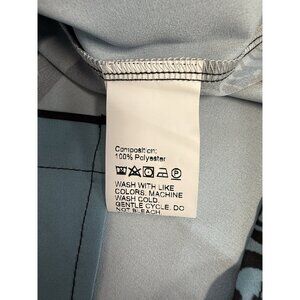 Composition:
100% Polyester
WASH WITH LIKE
COLORS. MACHINE
WASH COLD.
GENTLE CYCLE. DO
NOT BLEACH.